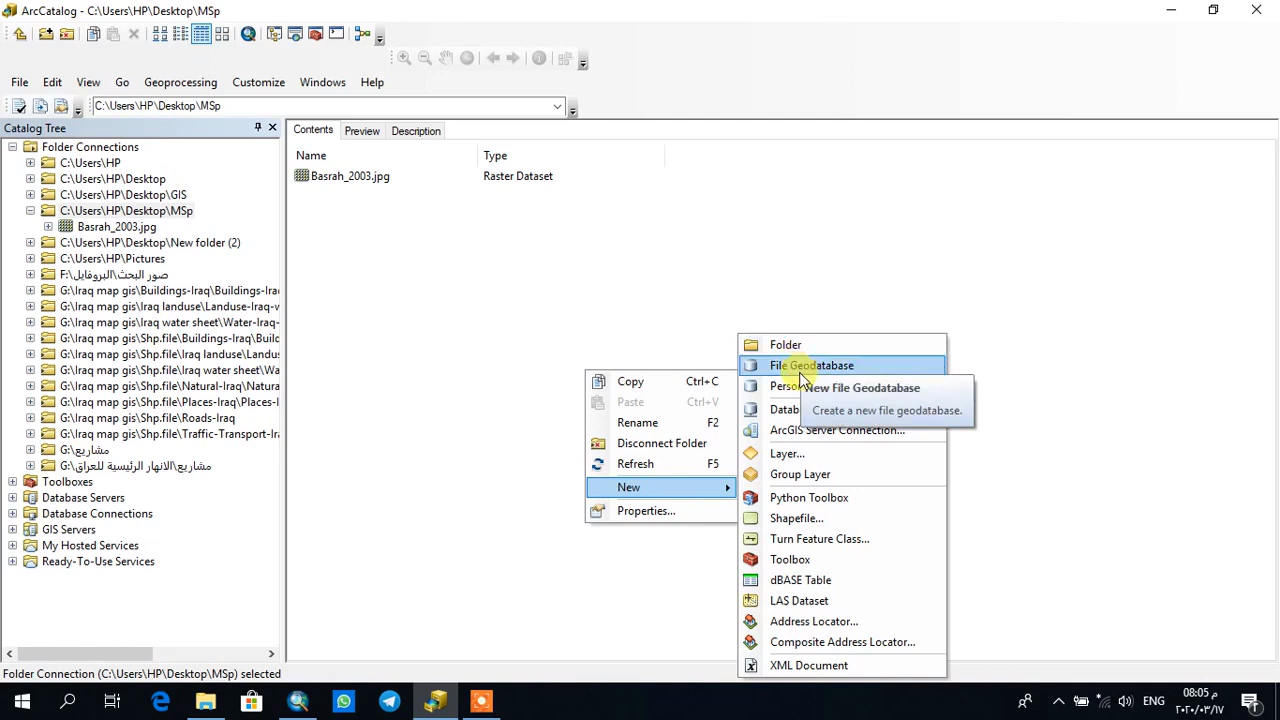 ArcCatalog - C:\Users\HP\Desktop\MSp
File Edit View Go Geoprocessing Customize Windows Help
C:\Users\HP\Desktop\MSp
Catalog Tree
Folder Connections
C:\Users\HP
C:\Users\HP\Desktop
C:\Users\HP\Desktop\GIS
C:\Users\HP\Desktop\MSp
Basrah_2003.jpg
C:\Users\HP\Desktop\New folder (2)
C:\Users\HP\Pictures
F:\صور البحث\البروفايل
G:\Iraq map gis\Buildings-Iraq\Buildings-Iraq
G:\Iraq map gis\Iraq landuse\Landuse-Iraq-w
G:\Iraq map gis\Iraq water sheet\Water-Iraq-
G:\Iraq map gis\Shp.file\Buildings-Iraq\Build
G:\Iraq map gis\Shp.file\Iraq landuse\Landus
G:\Iraq map gis\Shp.file\Iraq water sheet\W
G:\Iraq map gis\Shp.file\Natural-Iraq\Natura
G:\Iraq map gis\Shp.file\Places-Iraq\Places-I
G:\Iraq map gis\Shp.file\Roads-Iraq
G:\Iraq map gis\Shp.file\Traffic-Transport-Ira
G:\مشاريع
G:\مشاريع\الانهار الرئيسية للعراق
Toolboxes
Database Servers
Database Connections
GIS Servers
My Hosted Services
Ready-To-Use Services
Contents Preview Description
Name Type
Basrah_2003.jpg Raster Dataset
Copy Ctrl+C
Paste Ctrl+V
Rename F2
Disconnect Folder
Refresh F5
New
Properties...
Folder
File Geodatabase
Perso
New File Geodatabase
Create a new file geodatabase.
Datab
ArcGIS Server Connection...
Layer...
Group Layer
Python Toolbox
Shapefile...
Turn Feature Class...
Toolbox
dBASE Table
LAS Dataset
Address Locator...
Composite Address Locator...
XML Document
Folder Connection (C:\Users\HP\Desktop\MSp) selected
ENG
08:05 م
٢٠٢٠/٠٣/١٧